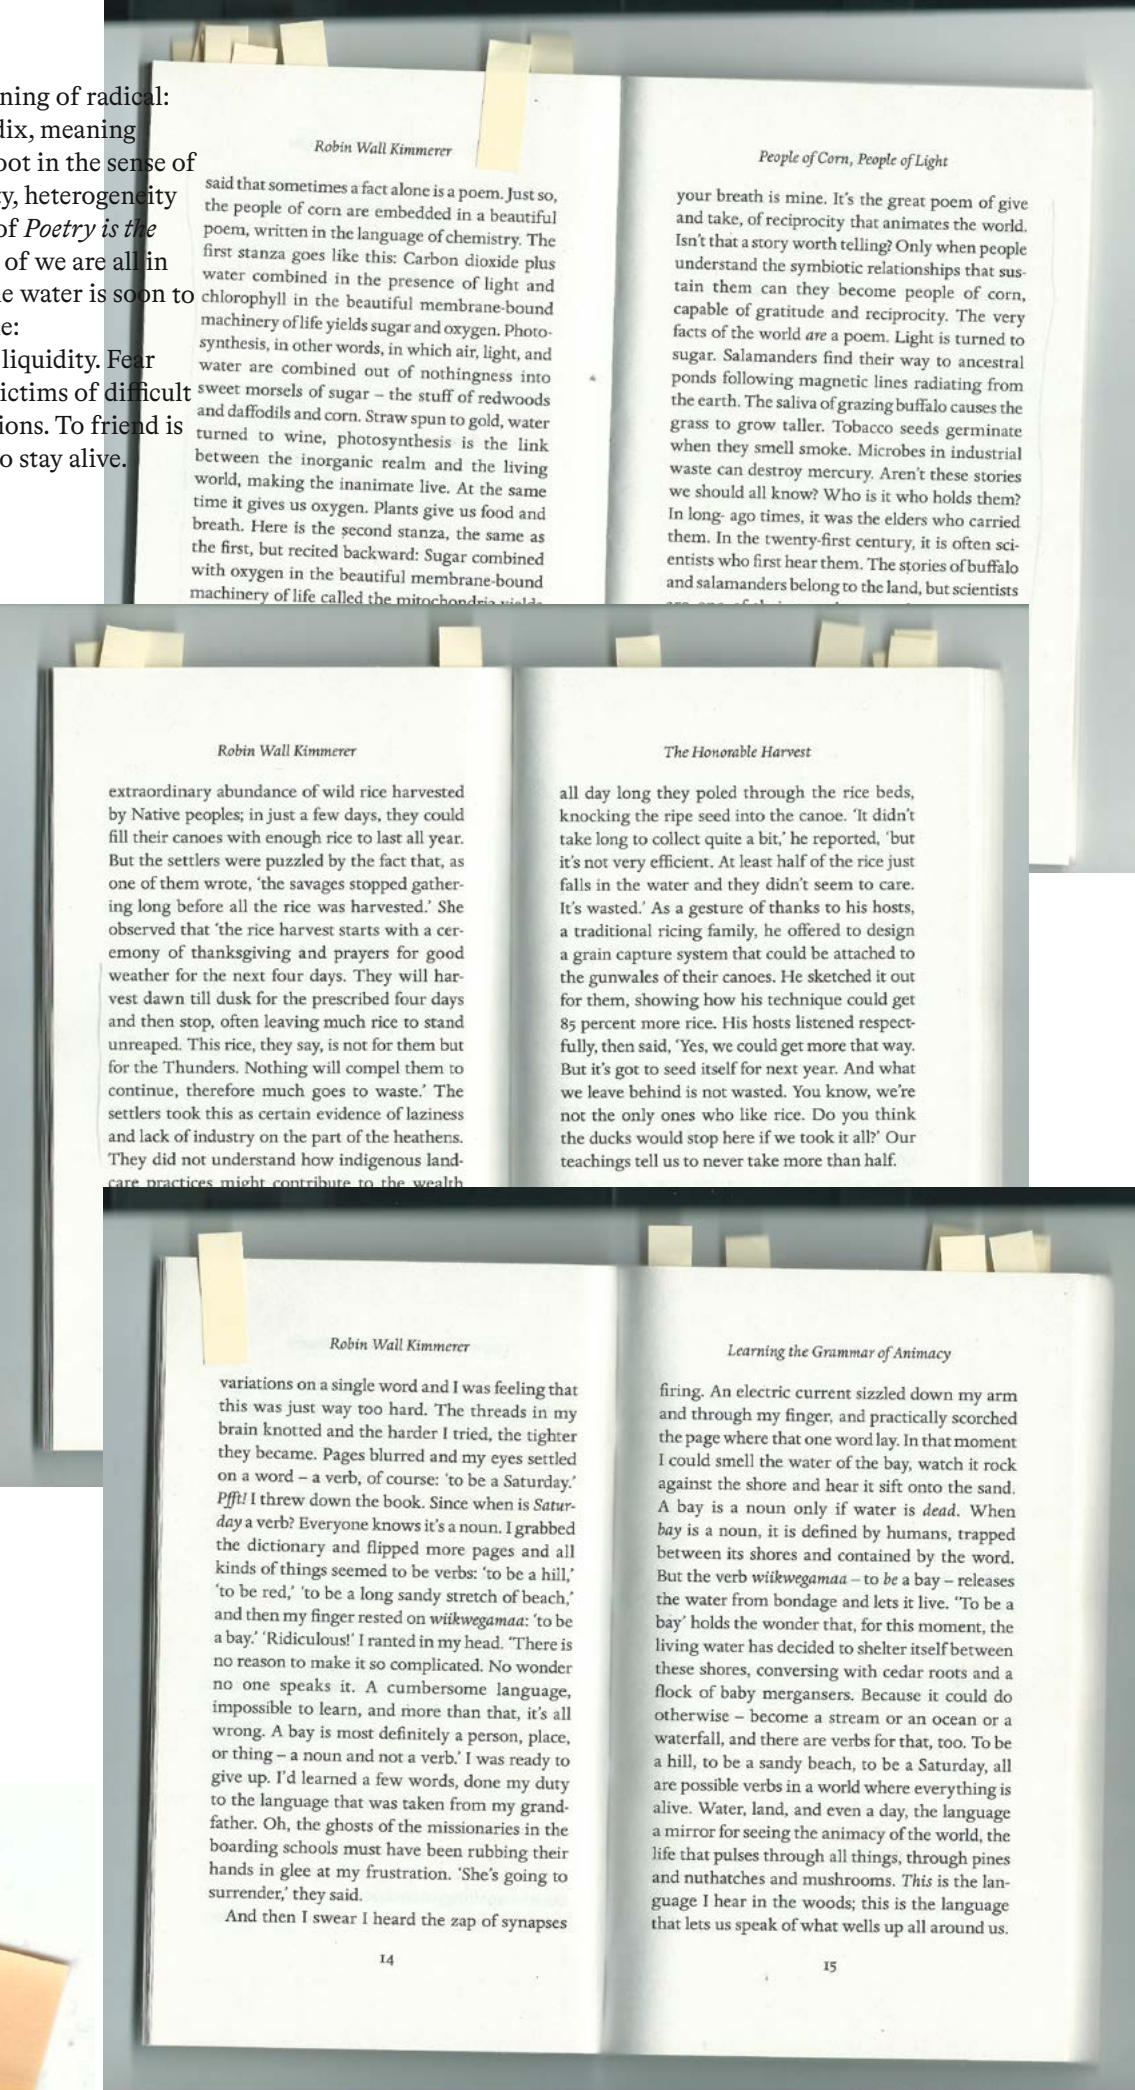 ning of radical:
dix, meaning
oot in the sense of
ty, heterogeneity
of Poetry is the
of we are all in
e water is soon to
e:
liquidity. Fear
ictims of difficult
ions. To friend is
o stay alive.
Robin Wall Kimmerer
said that sometimes a fact alone is a poem. Just so,
the people of corn are embedded in a beautiful
poem, written in the language of chemistry. The
first stanza goes like this: Carbon dioxide plus
water combined in the presence of light and
chlorophyll in the beautiful membrane-bound
machinery of life yields sugar and oxygen. Photo-
synthesis, in other words, in which air, light, and
water are combined out of nothingness into
sweet morsels of sugar – the stuff of redwoods
and daffodils and corn. Straw spun to gold, water
turned to wine, photosynthesis is the link
between the inorganic realm and the living
world, making the inanimate live. At the same
time it gives us oxygen. Plants give us food and
breath. Here is the second stanza, the same as
the first, but recited backward: Sugar combined
with oxygen in the beautiful membrane-bound
machinery of life called the mitochondria yields
People of Corn, People of Light
your breath is mine. It's the great poem of give
and take, of reciprocity that animates the world.
Isn't that a story worth telling? Only when people
understand the symbiotic relationships that sus-
tain them can they become people of corn,
capable of gratitude and reciprocity. The very
facts of the world are a poem. Light is turned to
sugar. Salamanders find their way to ancestral
ponds following magnetic lines radiating from
the earth. The saliva of grazing buffalo causes the
grass to grow taller. Tobacco seeds germinate
when they smell smoke. Microbes in industrial
waste can destroy mercury. Aren't these stories
we should all know? Who is it who holds them?
In long- ago times, it was the elders who carried
them. In the twenty-first century, it is often sci-
entists who first hear them. The stories of buffalo
and salamanders belong to the land, but scientists
Robin Wall Kimmerer
extraordinary abundance of wild rice harvested
by Native peoples; in just a few days, they could
fill their canoes with enough rice to last all year.
But the settlers were puzzled by the fact that, as
one of them wrote, 'the savages stopped gather-
ing long before all the rice was harvested.' She
observed that 'the rice harvest starts with a cer-
emony of thanksgiving and prayers for good
weather for the next four days. They will har-
vest dawn till dusk for the prescribed four days
and then stop, often leaving much rice to stand
unreaped. This rice, they say, is not for them but
for the Thunders. Nothing will compel them to
continue, therefore much goes to waste.' The
settlers took this as certain evidence of laziness
and lack of industry on the part of the heathens.
They did not understand how indigenous land-
care practices might contribute to the wealth
The Honorable Harvest
all day long they poled through the rice beds,
knocking the ripe seed into the canoe. 'It didn't
take long to collect quite a bit,' he reported, 'but
it's not very efficient. At least half of the rice just
falls in the water and they didn't seem to care.
It's wasted.' As a gesture of thanks to his hosts,
a traditional ricing family, he offered to design
a grain capture system that could be attached to
the gunwales of their canoes. He sketched it out
for them, showing how his technique could get
85 percent more rice. His hosts listened respect-
fully, then said, 'Yes, we could get more that way.
But it's got to seed itself for next year. And what
we leave behind is not wasted. You know, we're
not the only ones who like rice. Do you think
the ducks would stop here if we took it all?' Our
teachings tell us to never take more than half.
Robin Wall Kimmerer
variations on a single word and I was feeling that
this was just way too hard. The threads in my
brain knotted and the harder I tried, the tighter
they became. Pages blurred and my eyes settled
on a word – a verb, of course: 'to be a Saturday.'
Pfft! I threw down the book. Since when is Satur-
day a verb? Everyone knows it's a noun. I grabbed
the dictionary and flipped more pages and all
kinds of things seemed to be verbs: 'to be a hill,'
'to be red,' 'to be a long sandy stretch of beach,'
and then my finger rested on wiikwegamaa: 'to be
a bay.' 'Ridiculous!' I ranted in my head. 'There is
no reason to make it so complicated. No wonder
no one speaks it. A cumbersome language,
impossible to learn, and more than that, it's all
wrong. A bay is most definitely a person, place,
or thing – a noun and not a verb.' I was ready to
give up. I'd learned a few words, done my duty
to the language that was taken from my grand-
father. Oh, the ghosts of the missionaries in the
boarding schools must have been rubbing their
hands in glee at my frustration. 'She's going to
surrender,' they said.
And then I swear I heard the zap of synapses
14
Learning the Grammar of Animacy
firing. An electric current sizzled down my arm
and through my finger, and practically scorched
the page where that one word lay. In that moment
I could smell the water of the bay, watch it rock
against the shore and hear it sift onto the sand.
A bay is a noun only if water is dead. When
bay is a noun, it is defined by humans, trapped
between its shores and contained by the word.
But the verb wiikwegamaa – to be a bay – releases
the water from bondage and lets it live. 'To be a
bay' holds the wonder that, for this moment, the
living water has decided to shelter itself between
these shores, conversing with cedar roots and a
flock of baby mergansers. Because it could do
otherwise – become a stream or an ocean or a
waterfall, and there are verbs for that, too. To be
a hill, to be a sandy beach, to be a Saturday, all
are possible verbs in a world where everything is
alive. Water, land, and even a day, the language
a mirror for seeing the animacy of the world, the
life that pulses through all things, through pines
and nuthatches and mushrooms. This is the lan-
guage I hear in the woods; this is the language
that lets us speak of what wells up all around us.
15